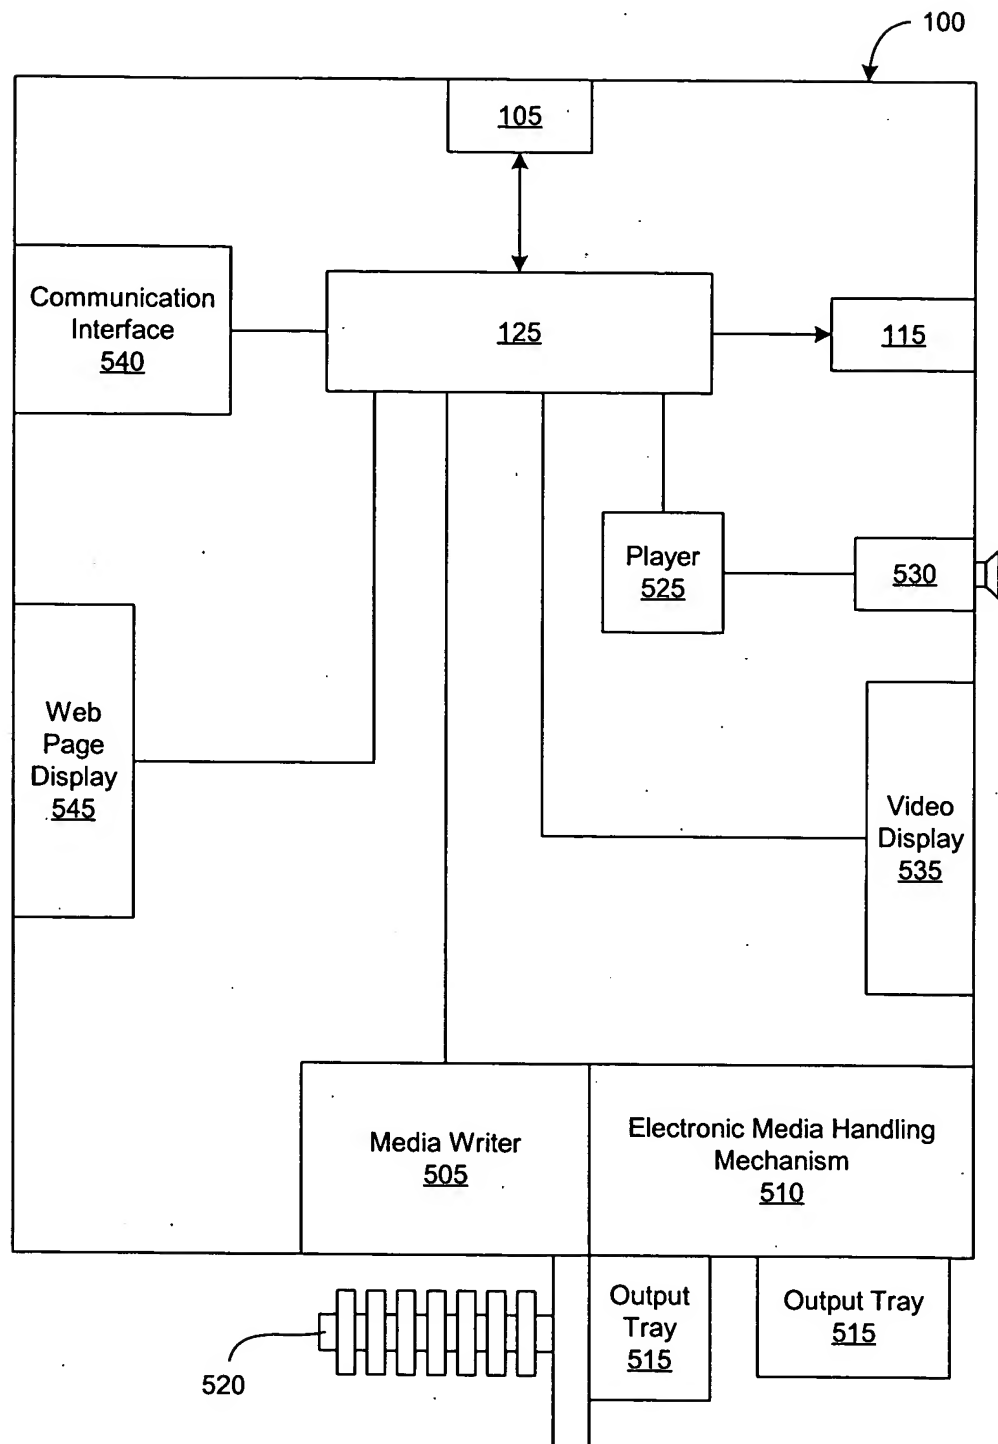 100
105
Communication
Interface
540
125
115
Player
525
530
Web
Page
Display
545
Video
Display
535
Media Writer
505
Electronic Media Handling
Mechanism
510
Output
Tray
515
Output Tray
515
520